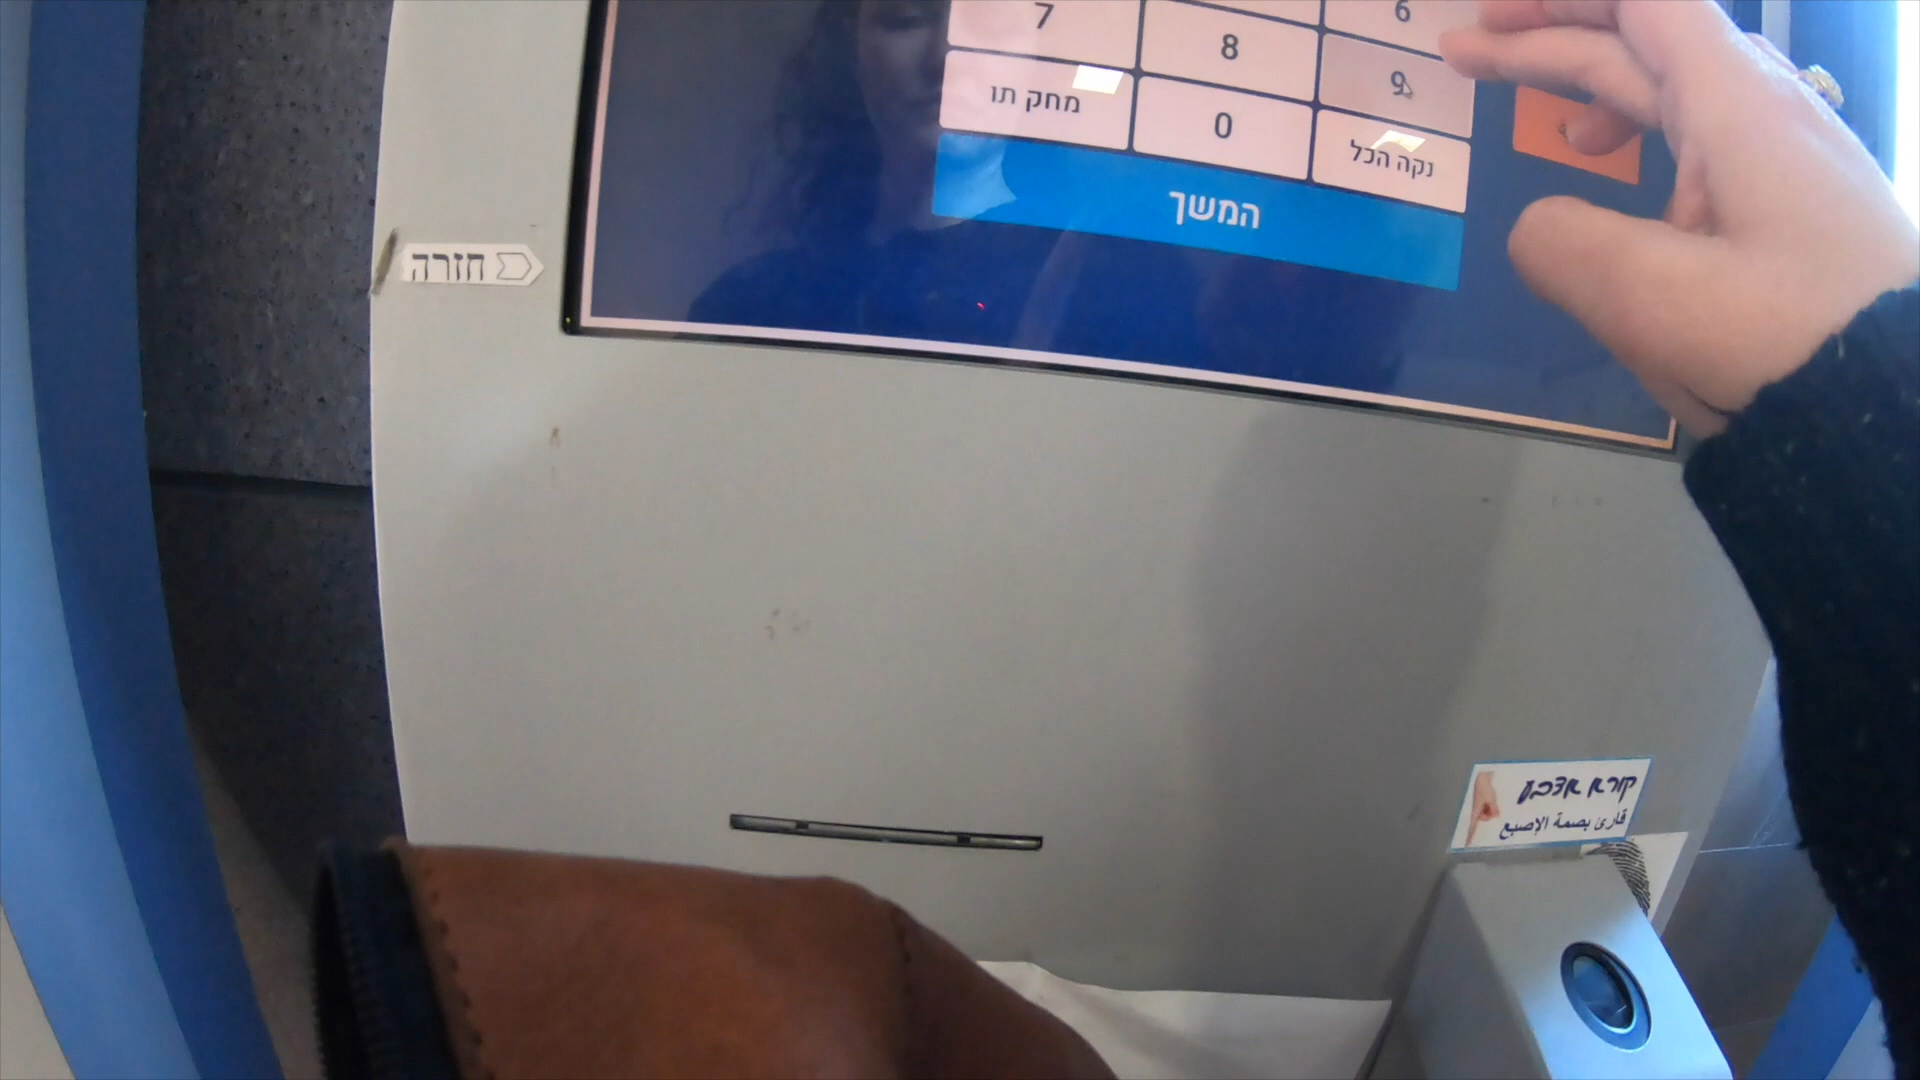 6
7 8 9
מחק תו 0 נקה הכל
המשך
חזרה
קורא אצבע
قارئ بصمة الإصبع